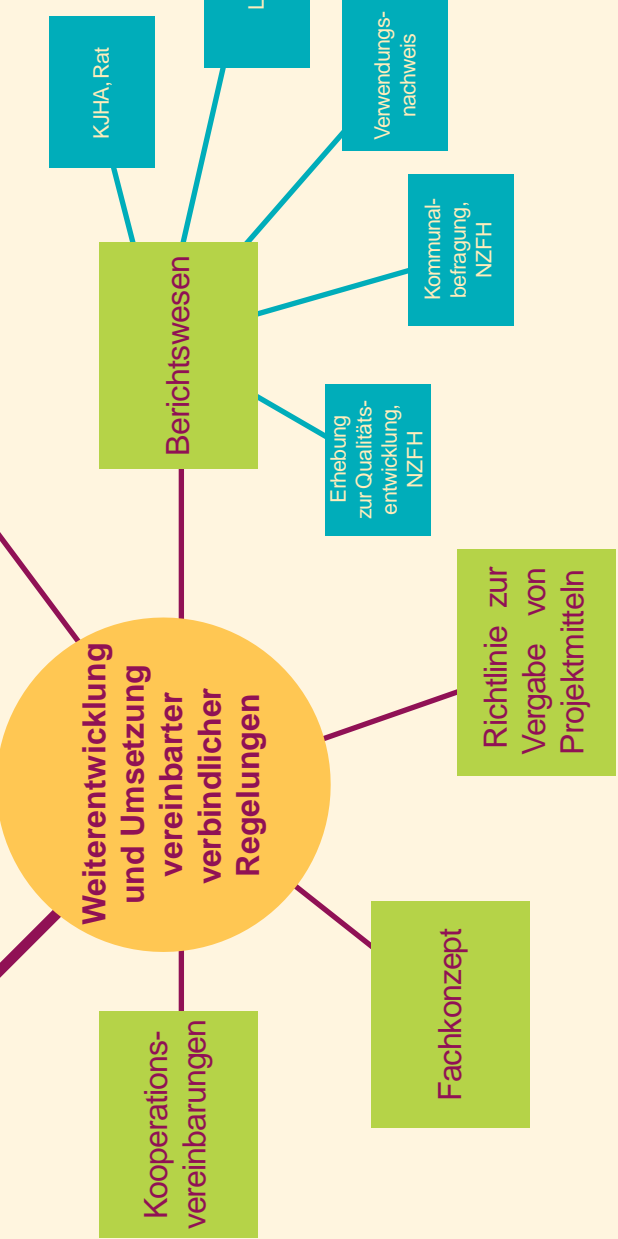 KJHA, Rat
Verwendungs-
nachweis
Kommunal-
befragung,
NZFH
Erhebung
zur Qualitäts-
entwicklung,
NZFH
Berichtswesen
Weiterentwicklung
und Umsetzung
vereinbarter
verbindlicher
Regelungen
Richtlinie zur
Vergabe von
Projektmitteln
Fachkonzept
Kooperations-
vereinbarungen